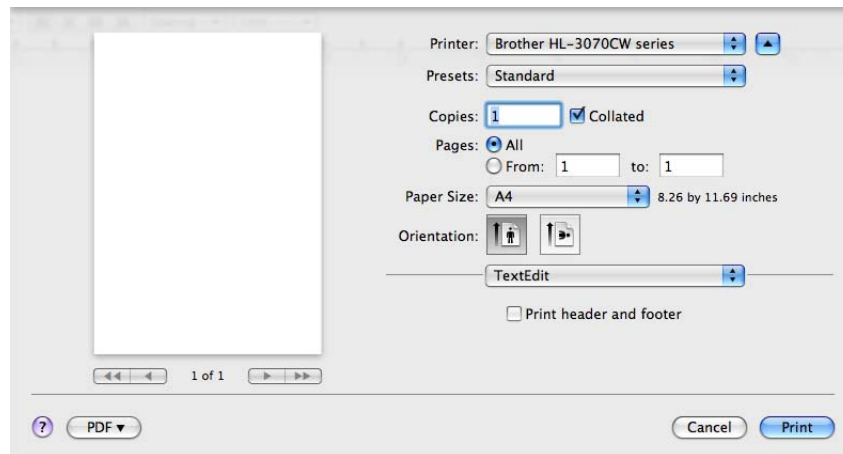 Printer: Brother HL-3070CW series
Presets: Standard
Copies: 1 Collated
Pages: All
From: 1 to: 1
Paper Size: A4 8.26 by 11.69 inches
Orientation:
TextEdit
Print header and footer
1 of 1
? PDF ▾ Cancel Print